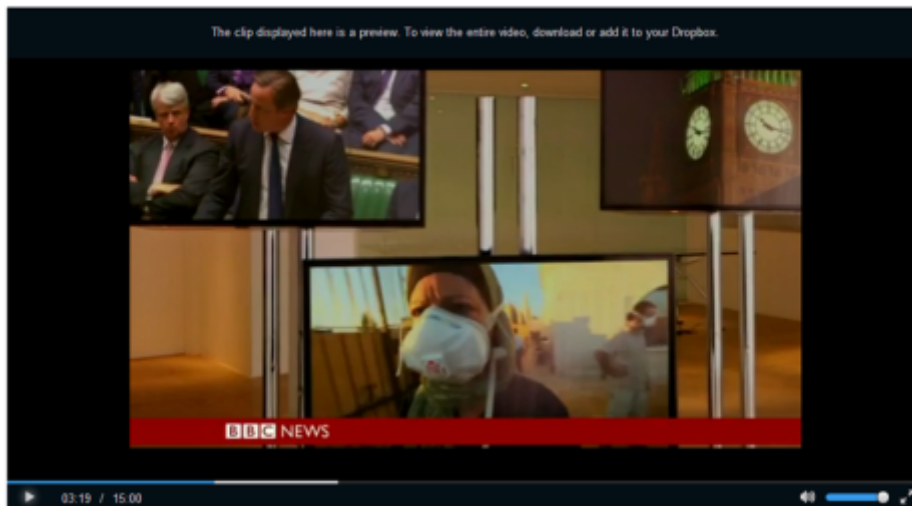 The clip displayed here is a preview. To view the entire video, download or add it to your Dropbox.
BBC NEWS
03:19 / 15:00